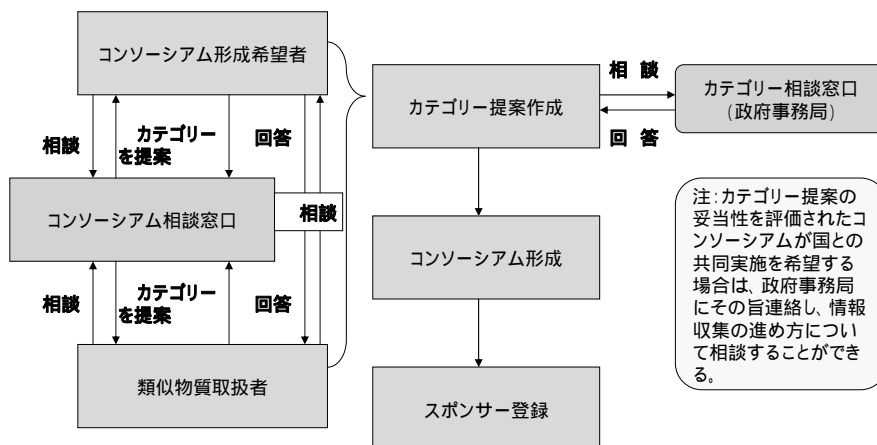 コンソーシアム形成希望者
相談
カテゴリー
を提案
回答
コンソーシアム相談窓口
相談
相談
カテゴリー
を提案
回答
類似物質取扱者
カテゴリー提案作成
相 談
回 答
カテゴリー相談窓口
(政府事務局)
コンソーシアム形成
スポンサー登録
注:カテゴリー提案の
妥当性を評価されたコ
ンソーシアムが国との
共同実施を希望する
場合は、政府事務局
にその旨連絡し、情報
収集の進め方につい
て相談することができ
る。